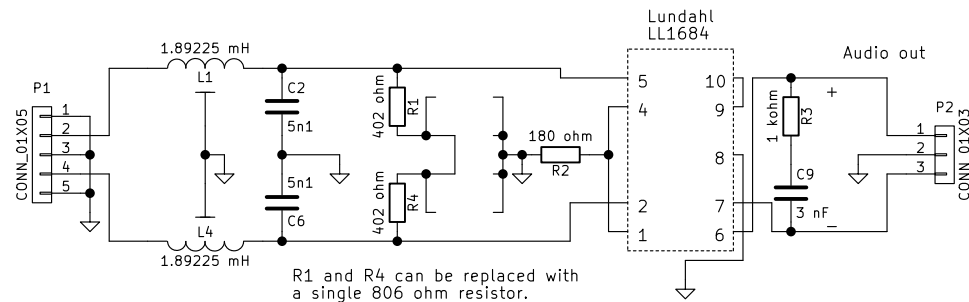 Lundahl
LL1684
Audio out
1.89225 mH
L1
P1
CONN_01X05
1
2
3
4
5
C2
5n1
5n1
C6
402 ohm
R1
402 ohm
R4
180 ohm
R2
5
4
2
1
10
9
8
7
6
1 kohm
R3
C9
3 nF
+
−
P2
1
2
3
CONN_01X03
L4
1.89225 mH
R1 and R4 can be replaced with
a single 806 ohm resistor.